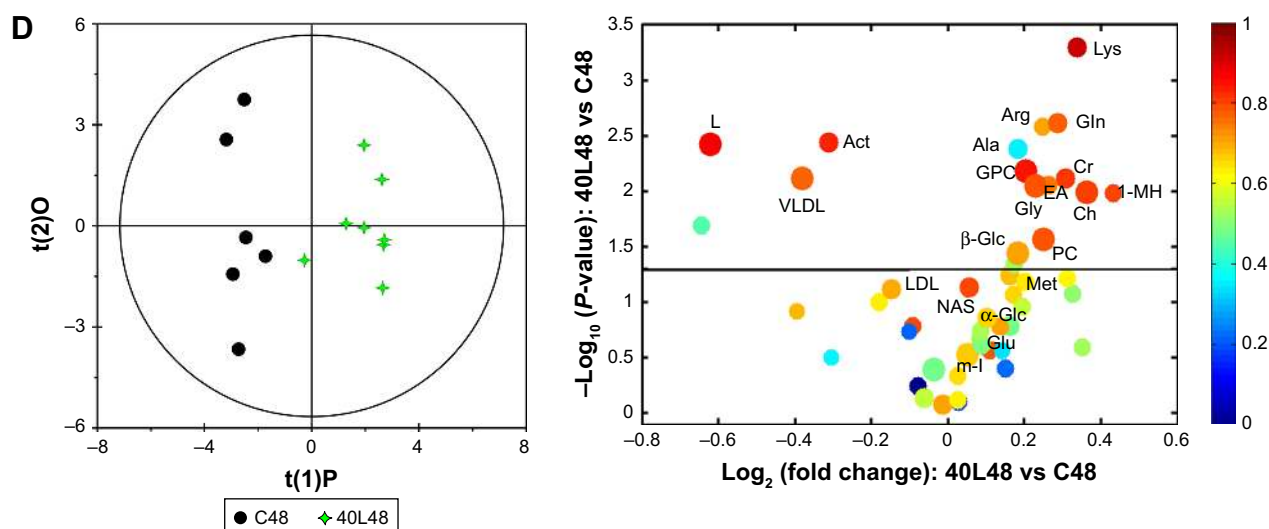 D
t(2)O
6
3
0
–3
–6
–8
–4
0
4
8
t(1)P
C48
40L48
–Log10 (P-value): 40L48 vs C48
3.5
3
2.5
2
1.5
1
0.5
0
–0.8
–0.6
–0.4
–0.2
0
0.2
0.4
0.6
Log2 (fold change): 40L48 vs C48
Lys
Arg
Gln
L
Act
Ala
GPC
Cr
EA
1-MH
VLDL
Gly
Ch
β-Glc
PC
LDL
Met
NAS
α-Glc
Glu
m-I
1
0.8
0.6
0.4
0.2
0